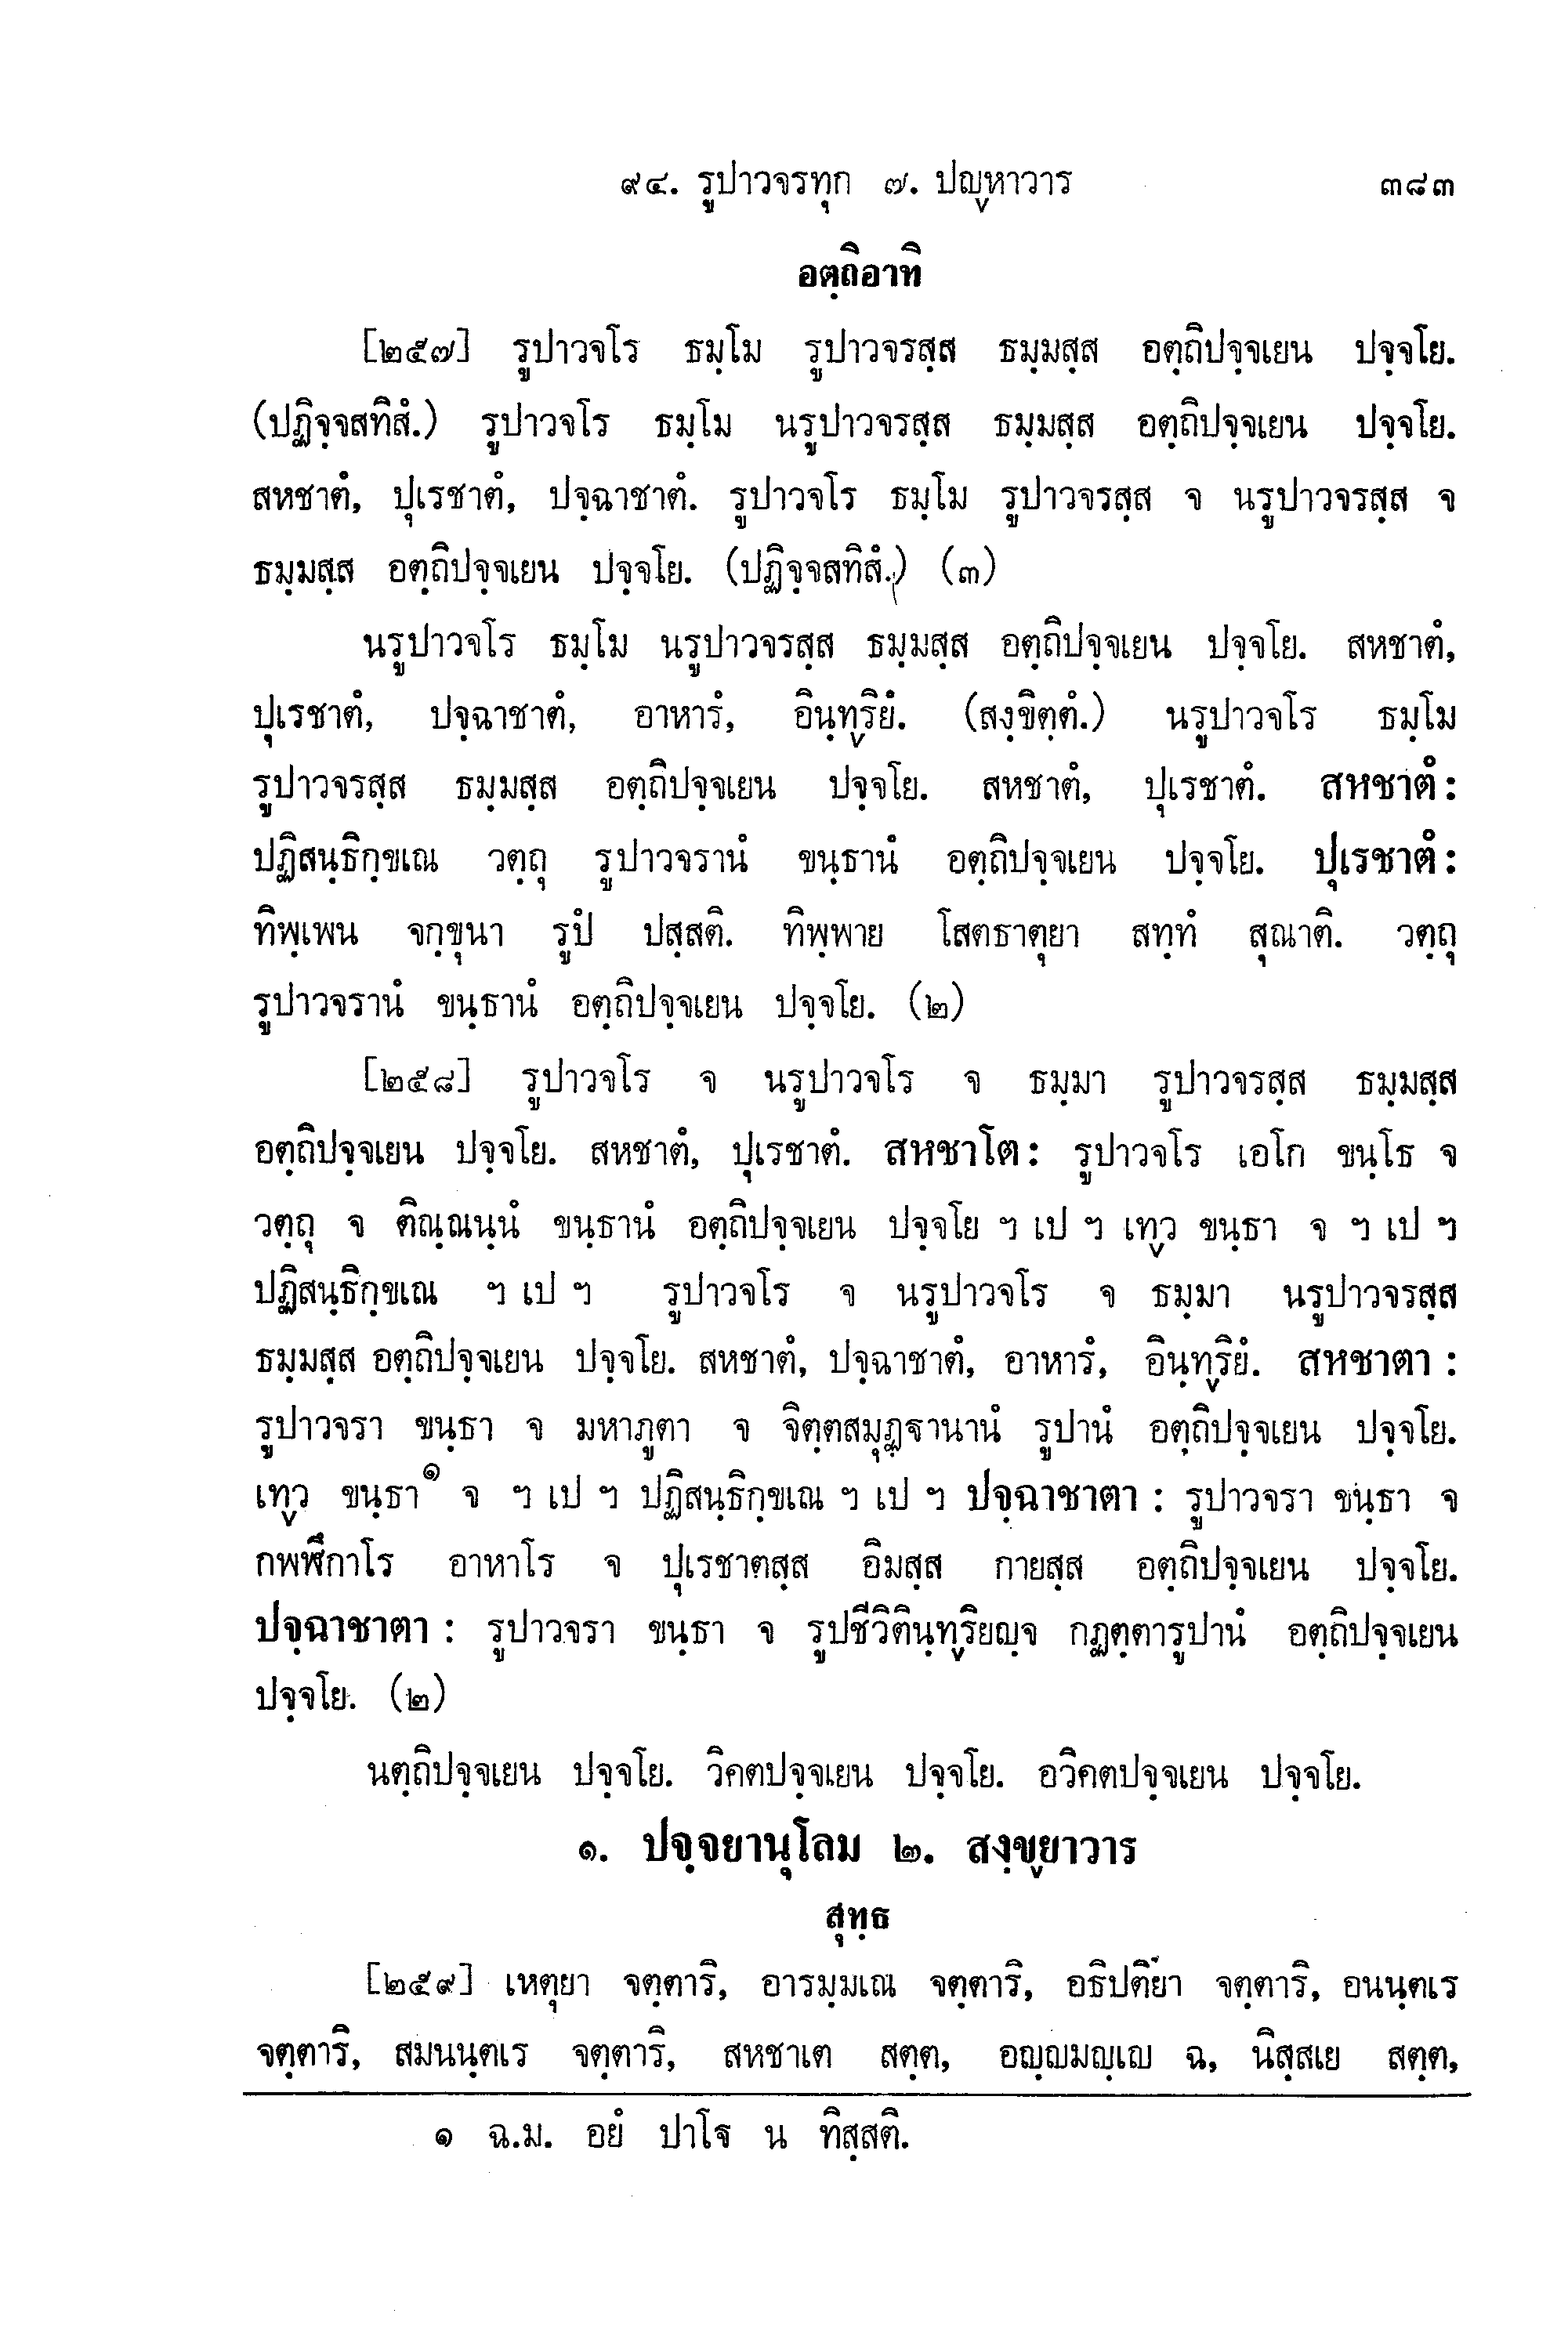 ๙๔. รูปาวจรทุก ๗. ปญฺหาวาร ๓๘๓
อตฺถิอาทิ
[๒๕๗] รูปาวจโร ธมฺโม รูปาวจรสฺส ธมฺมสฺส อตฺถิปจฺจเยน ปจฺจโย.
(ปฏิจฺจสทิสํ.) รูปาวจโร ธมฺโม นรูปาวจรสฺส ธมฺมสฺส อตฺถิปจฺจเยน ปจฺจโย.
สหชาตํ, ปุเรชาตํ, ปจฺฉาชาตํ. รูปาวจโร ธมฺโม รูปาวจรสฺส จ นรูปาวจรสฺส จ
ธมฺมสฺส อตฺถิปจฺจเยน ปจฺจโย. (ปฏิจฺจสทิสํ.) (๓)
นรูปาวจโร ธมฺโม นรูปาวจรสฺส ธมฺมสฺส อตฺถิปจฺจเยน ปจฺจโย. สหชาตํ,
ปุเรชาตํ, ปจฺฉาชาตํ, อาหารํ, อินฺทฺริยํ. (สงฺขิตฺตํ.) นรูปาวจโร ธมฺโม
รูปาวจรสฺส ธมฺมสฺส อตฺถิปจฺจเยน ปจฺจโย. สหชาตํ, ปุเรชาตํ. สหชาตํ:
ปฏิสนฺธิกฺขเณ วตฺถุ รูปาวจรานํ ขนฺธานํ อตฺถิปจฺจเยน ปจฺจโย. ปุเรชาตํ:
ทิพฺเพน จกฺขุนา รูปํ ปสฺสติ. ทิพฺพาย โสตธาตุยา สทฺทํ สุณาติ. วตฺถุ
รูปาวจรานํ ขนฺธานํ อตฺถิปจฺจเยน ปจฺจโย. (๒)
[๒๕๘] รูปาวจโร จ นรูปาวจโร จ ธมฺมา รูปาวจรสฺส ธมฺมสฺส
อตฺถิปจฺจเยน ปจฺจโย. สหชาตํ, ปุเรชาตํ. สหชาโต: รูปาวจโร เอโก ขนฺโธ จ
วตฺถุ จ ติณฺณนฺนํ ขนฺธานํ อตฺถิปจฺจเยน ปจฺจโย ฯ เป ฯ เทฺว ขนฺธา จ ฯ เป ฯ
ปฏิสนฺธิกฺขเณ ฯ เป ฯ รูปาวจโร จ นรูปาวจโร จ ธมฺมา นรูปาวจรสฺส
ธมฺมสฺส อตฺถิปจฺจเยน ปจฺจโย. สหชาตํ, ปจฺฉาชาตํ, อาหารํ, อินฺทฺริยํ. สหชาตา :
รูปาวจรา ขนฺธา จ มหาภูตา จ จิตฺตสมุฏฺฐานานํ รูปานํ อตฺถิปจฺจเยน ปจฺจโย.
เทฺว ขนฺธา๑ จ ฯ เป ฯ ปฏิสนฺธิกฺขเณ ฯ เป ฯ ปจฺฉาชาตา : รูปาวจรา ขนฺธา จ
กพฬีกาโร อาหาโร จ ปุเรชาตสฺส อิมสฺส กายสฺส อตฺถิปจฺจเยน ปจฺจโย.
ปจฺฉาชาตา : รูปาวจรา ขนฺธา จ รูปชีวิตินฺทฺริยญฺจ กฏตฺตารูปานํ อตฺถิปจฺจเยน
ปจฺจโย. (๒)
นตฺถิปจฺจเยน ปจฺจโย. วิคตปจฺจเยน ปจฺจโย. อวิคตปจฺจเยน ปจฺจโย.
๑. ปจฺจยานุโลม ๒. สงฺขฺยาวาร
สุทฺธ
[๒๕๙] เหตุยา จตฺตาริ, อารมฺมเณ จตฺตาริ, อธิปติยา จตฺตาริ, อนนฺตเร
จตฺตาริ, สมนนฺตเร จตฺตาริ, สหชาเต สตฺต, อญฺญมญฺเญ ฉ, นิสฺสเย สตฺต,
๑ ฉ.ม. อยํ ปาโฐ น ทิสฺสติ.